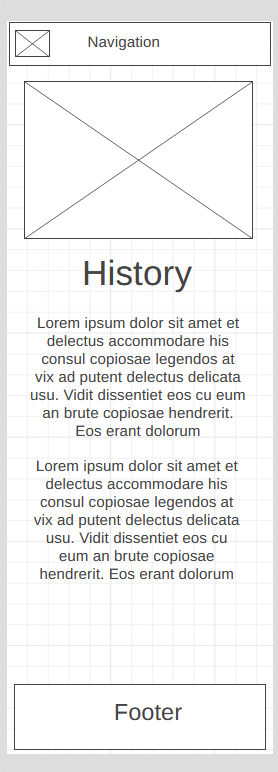 Navigation
History
Lorem ipsum dolor sit amet et
delectus accommodare his
consul copiosae legendos at
vix ad putent delectus delicata
usu. Vidit dissentiet eos cu eum
an brute copiosae hendrerit.
Eos erant dolorum
Lorem ipsum dolor sit amet et
delectus accommodare his
consul copiosae legendos at
vix ad putent delectus delicata
usu. Vidit dissentiet eos cu
eum an brute copiosae
hendrerit. Eos erant dolorum
Footer